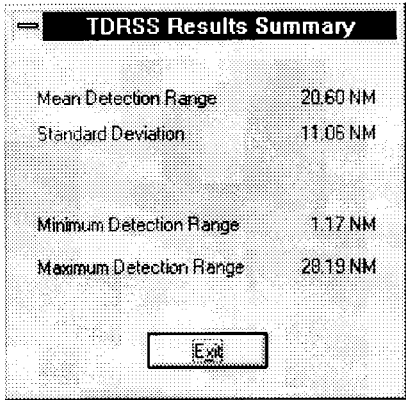 TDRSS Results Summary
Mean Detection Range 20.60 NM
Standard Deviation 11.06 NM
Minimum Detection Range 1.17 NM
Maximum Detection Range 28.19 NM
Exit